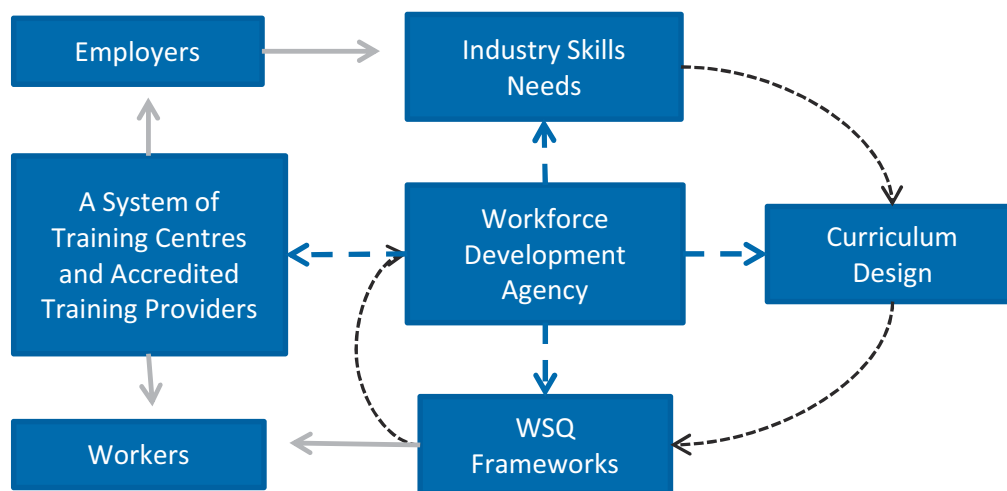 Employers
Industry Skills
Needs
A System of
Training Centres
and Accredited
Training Providers
Workforce
Development
Agency
Curriculum
Design
Workers
WSQ
Frameworks